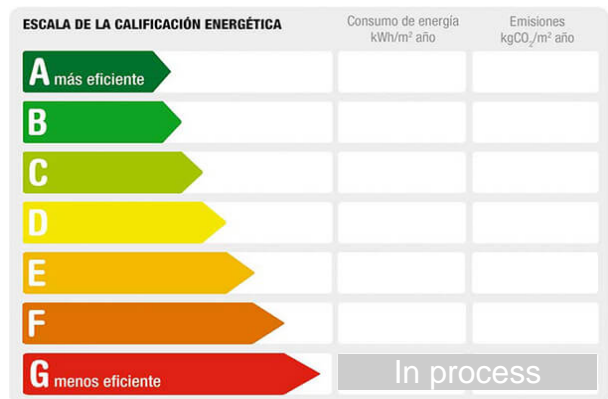 ESCALA DE LA CALIFICACIÓN ENERGÉTICA
Consumo de energía
kWh/m² año
Emisiones
kgCO₂/m² año
A más eficiente
B
C
D
E
F
G menos eficiente
In process